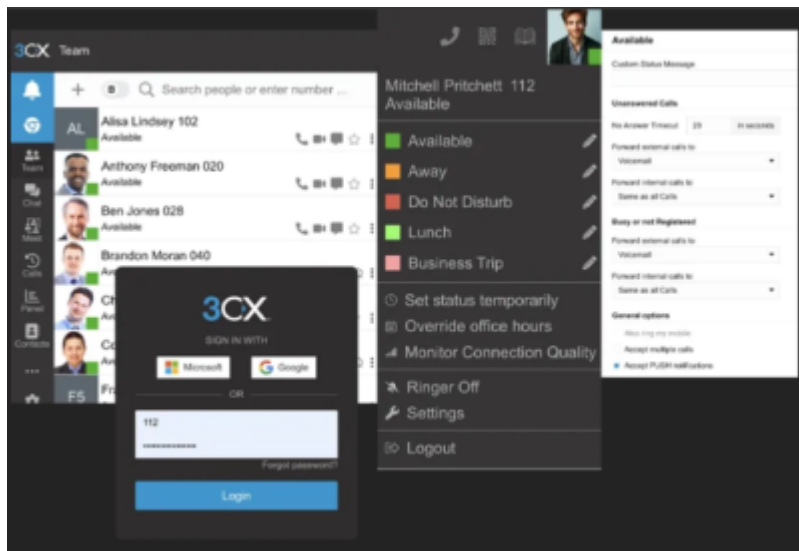 3CX Team
Search people or enter number ...
AL
Alisa Lindsey 102
Available
Anthony Freeman 020
Available
Ben Jones 028
Available
Brandon Moran 040
Team
Chat
Meet
Calls
Panel
Contacts
F5
3CX
SIGN IN WITH
Microsoft
Google
OR
112
Forgot password?
Login
Mitchell Pritchett 112
Available
Available
Away
Do Not Disturb
Lunch
Business Trip
Set status temporarily
Override office hours
Monitor Connection Quality
Ringer Off
Settings
Logout
Available
Custom Status Message
Unanswered Calls
No Answer Timeout
in seconds
Forward external calls to
Voicemail
Forward internal calls to
Same as all Calls
Busy or not Registered
Forward external calls to
Voicemail
Forward internal calls to
Same as all Calls
General options
Also ring my mobile
Accept multiple calls
Accept PUSH notifications